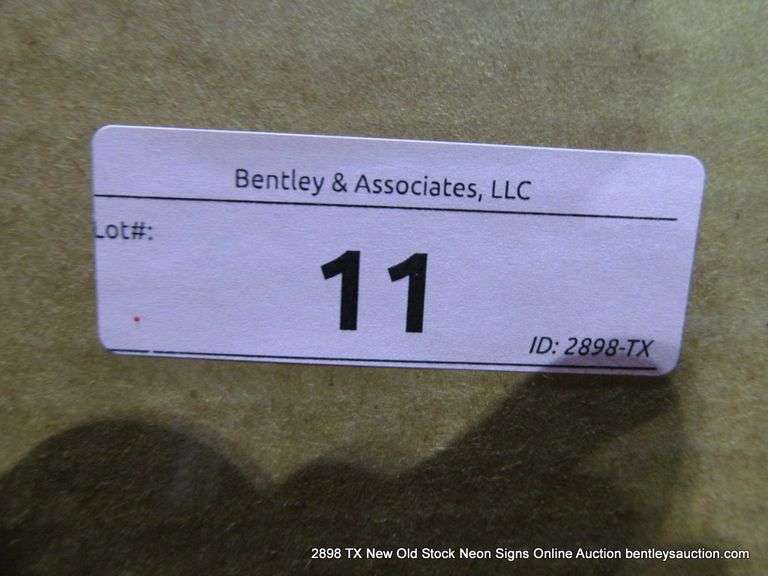 Bentley & Associates, LLC
Lot#:
11
ID: 2898-TX
2898 TX New Old Stock Neon Signs Online Auction bentleysauction.com